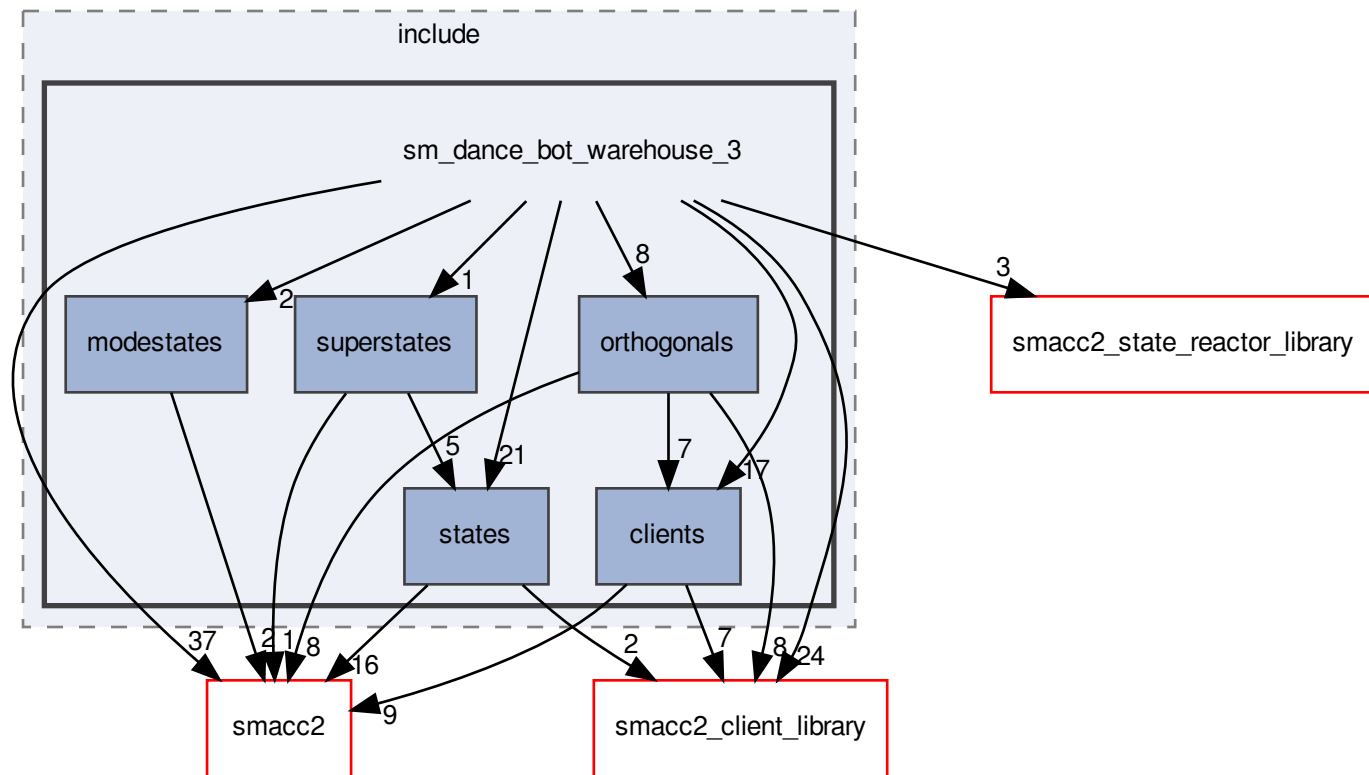 include
sm_dance_bot_warehouse_3
8
1
2
3
modestates
superstates
orthogonals
smacc2_state_reactor_library
5
21
7
17
states
clients
37
2
1
8
16
9
2
7
8
24
smacc2
smacc2_client_library